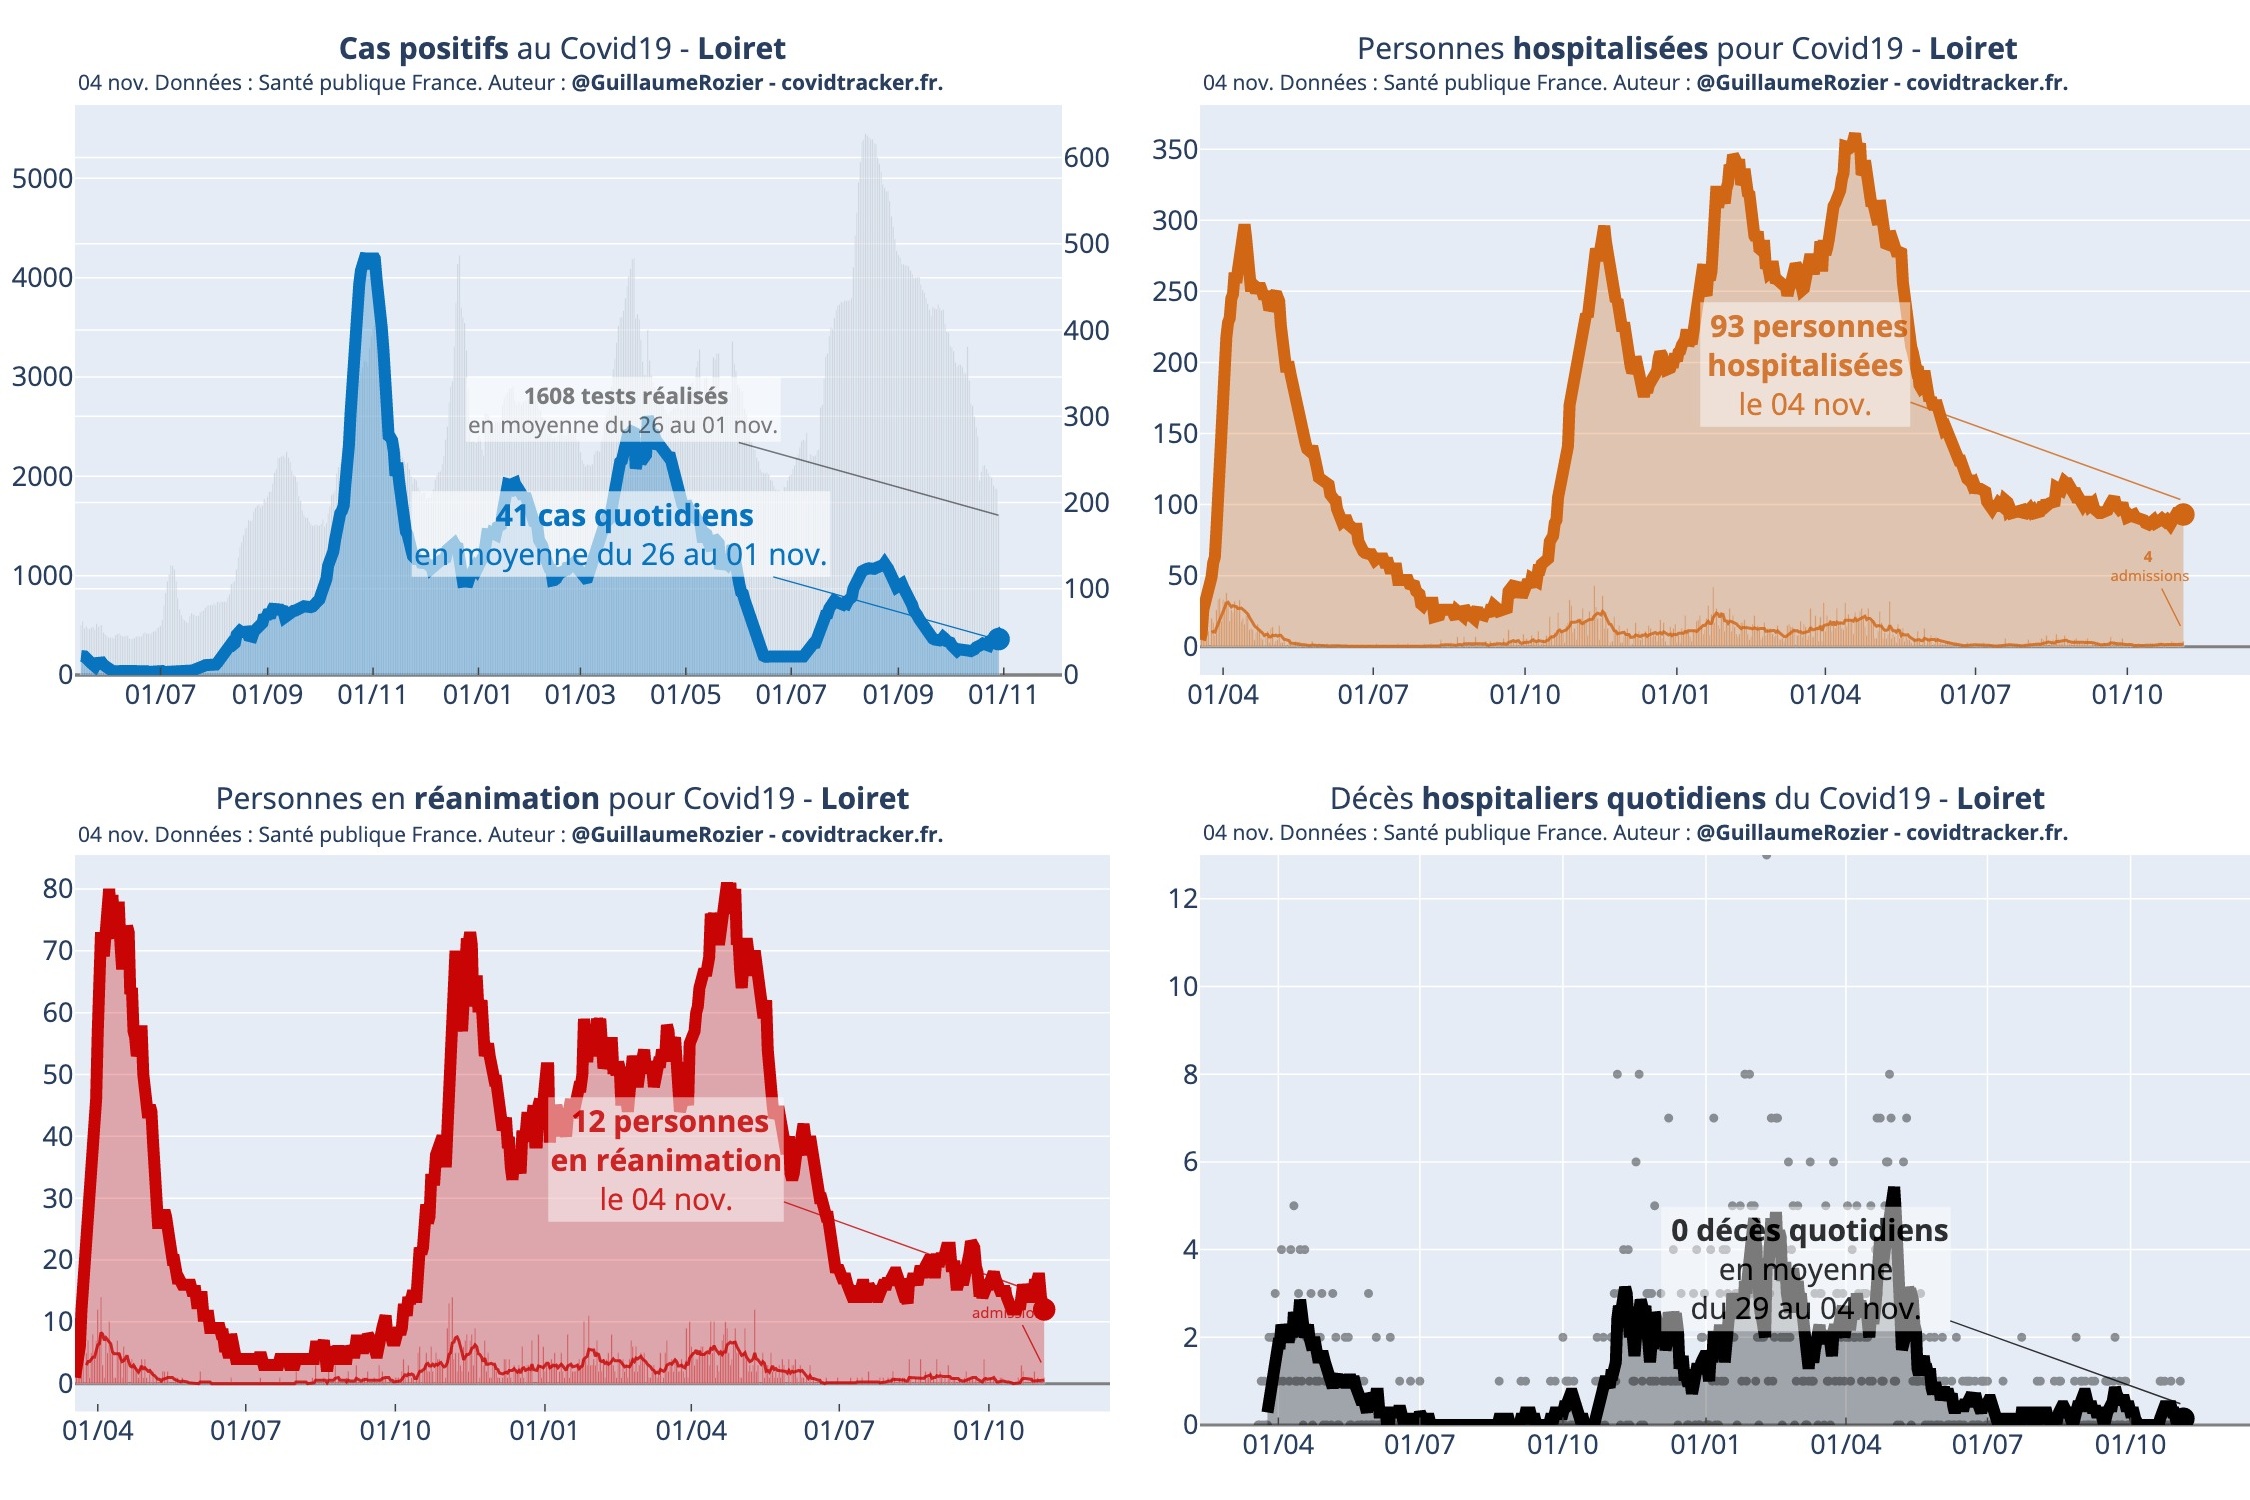 Cas positifs au Covid19 - Loiret
04 nov. Données : Santé publique France. Auteur : @GuillaumeRozier - covidtracker.fr.
5000
4000
3000
2000
1000
0
600
500
400
300
200
100
0
1608 tests réalisés
en moyenne du 26 au 01 nov.
41 cas quotidiens
en moyenne du 26 au 01 nov.
01/07 01/09 01/11 01/01 01/03 01/05 01/07 01/09 01/11
Personnes hospitalisées pour Covid19 - Loiret
04 nov. Données : Santé publique France. Auteur : @GuillaumeRozier - covidtracker.fr.
350
300
250
200
150
100
50
0
93 personnes
hospitalisées
le 04 nov.
4
admissions
01/04 01/07 01/10 01/01 01/04 01/07 01/10
Personnes en réanimation pour Covid19 - Loiret
04 nov. Données : Santé publique France. Auteur : @GuillaumeRozier - covidtracker.fr.
80
70
60
50
40
30
20
10
0
12 personnes
en réanimation
le 04 nov.
01/04 01/07 01/10 01/01 01/04 01/07 01/10
Décès hospitaliers quotidiens du Covid19 - Loiret
04 nov. Données : Santé publique France. Auteur : @GuillaumeRozier - covidtracker.fr.
12
10
8
6
4
2
0
0 décès quotidiens
en moyenne
du 29 au 04 nov.
01/04 01/07 01/10 01/01 01/04 01/07 01/10